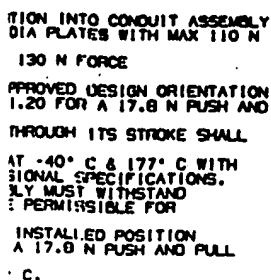 TION INTO CONDUIT ASSEMBLY
DIA PLATES WITH MAX 110 N
130 N FORCE
PPROVED DESIGN ORIENTATION
1.20 FOR A 17.8 N PUSH AND
THROUGH ITS STROKE SHALL
AT -40° C & 177° C WITH
SIONAL SPECIFICATIONS.
LY MUST WITHSTAND
E PERMISSIBLE FOR
INSTALLED POSITION
A 17.8 N PUSH AND PULL
° C.